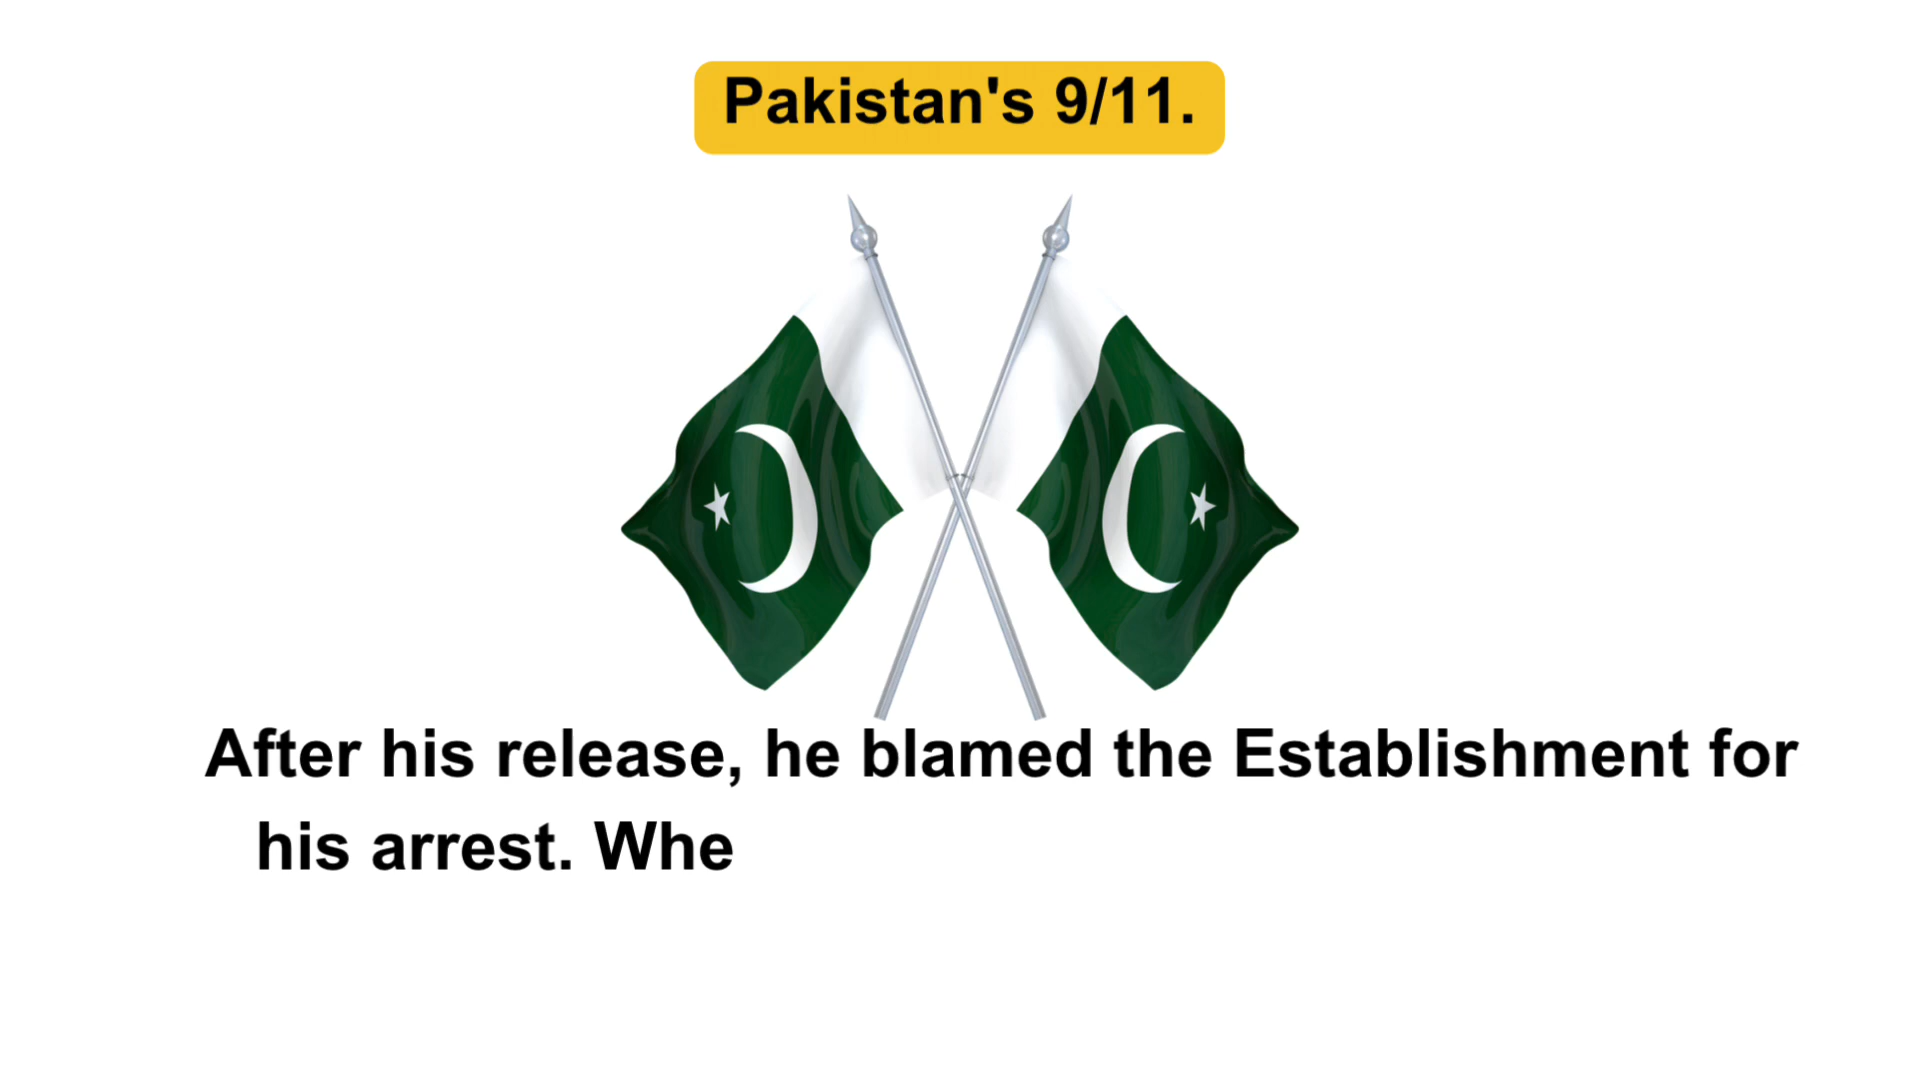 Pakistan's 9/11.
After his release, he blamed the Establishment for
his arrest. Whe